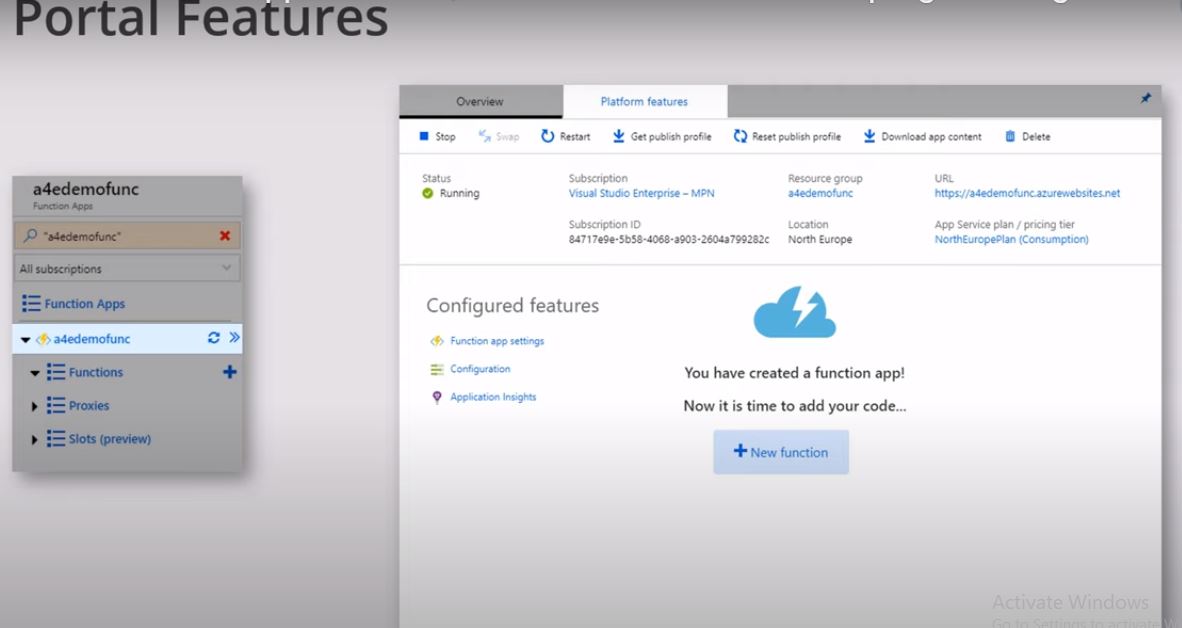 Portal Features
a4edemofunc
Function Apps
"a4edemofunc"
All subscriptions
Function Apps
a4edemofunc
Functions
Proxies
Slots (preview)
Overview
Platform features
Stop
Swap
Restart
Get publish profile
Reset publish profile
Download app content
Delete
Status
Running
Subscription
Visual Studio Enterprise – MPN
Resource group
a4edemofunc
URL
https://a4edemofunc.azurewebsites.net
Subscription ID
84717e9e-5b58-4068-a903-2604a799282c
Location
North Europe
App Service plan / pricing tier
NorthEuropePlan (Consumption)
Configured features
Function app settings
Configuration
Application Insights
You have created a function app!
Now it is time to add your code...
New function
Activate Windows
Go to Settings to activate W